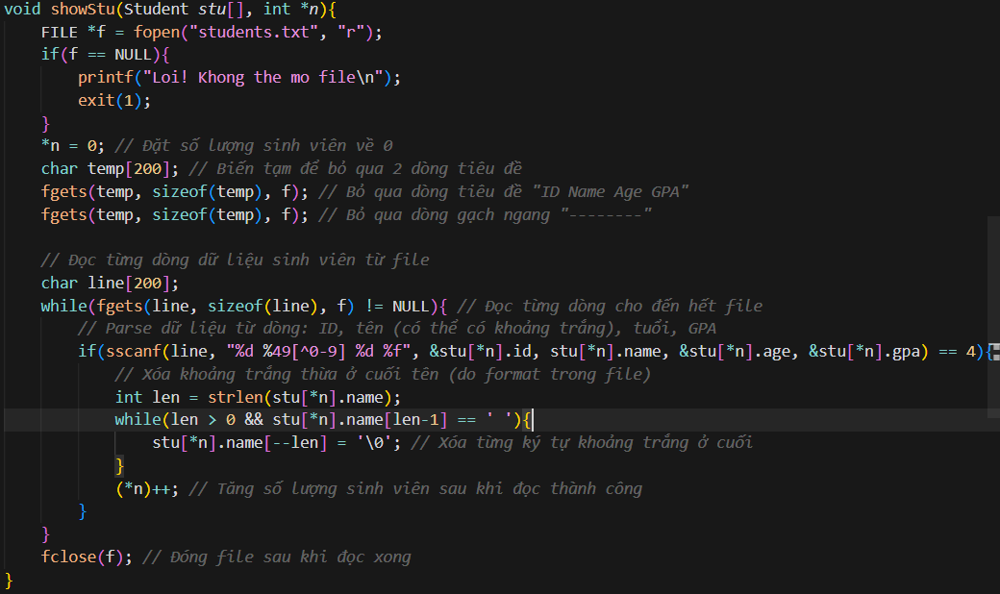 void showStu(Student stu[], int *n){
    FILE *f = fopen("students.txt", "r");
    if(f == NULL){
        printf("Loi! Khong the mo file\n");
        exit(1);
    }
    *n = 0; // Đặt số lượng sinh viên về 0
    char temp[200]; // Biến tạm để bỏ qua 2 dòng tiêu đề
    fgets(temp, sizeof(temp), f); // Bỏ qua dòng tiêu đề "ID Name Age GPA"
    fgets(temp, sizeof(temp), f); // Bỏ qua dòng gạch ngang "--------"

    // Đọc từng dòng dữ liệu sinh viên từ file
    char line[200];
    while(fgets(line, sizeof(line), f) != NULL){ // Đọc từng dòng cho đến hết file
        // Parse dữ liệu từ dòng: ID, tên (có thể có khoảng trắng), tuổi, GPA
        if(sscanf(line, "%d %49[^0-9] %d %f", &stu[*n].id, stu[*n].name, &stu[*n].age, &stu[*n].gpa) == 4){
            // Xóa khoảng trắng thừa ở cuối tên (do format trong file)
            int len = strlen(stu[*n].name);
            while(len > 0 && stu[*n].name[len-1] == ' '){
                stu[*n].name[--len] = '\0'; // Xóa từng ký tự khoảng trắng ở cuối
            }
            (*n)++; // Tăng số lượng sinh viên sau khi đọc thành công
        }
    }
    fclose(f); // Đóng file sau khi đọc xong
}